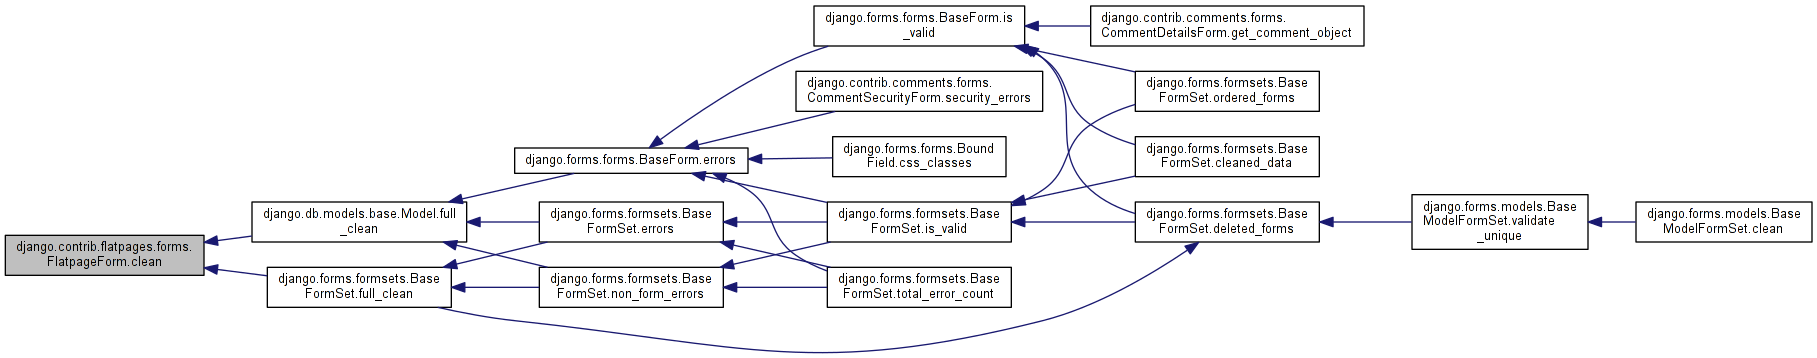 django.forms.forms.BaseForm.is
_valid
django.contrib.comments.forms.
CommentDetailsForm.get_comment_object
django.contrib.comments.forms.
CommentSecurityForm.security_errors
django.forms.formsets.Base
FormSet.ordered_forms
django.forms.forms.BaseForm.errors
django.forms.forms.Bound
Field.css_classes
django.forms.formsets.Base
FormSet.cleaned_data
django.contrib.flatpages.forms.
FlatpageForm.clean
django.db.models.base.Model.full
_clean
django.forms.formsets.Base
FormSet.errors
django.forms.formsets.Base
FormSet.is_valid
django.forms.formsets.Base
FormSet.deleted_forms
django.forms.models.Base
ModelFormSet.validate
_unique
django.forms.models.Base
ModelFormSet.clean
django.forms.formsets.Base
FormSet.full_clean
django.forms.formsets.Base
FormSet.non_form_errors
django.forms.formsets.Base
FormSet.total_error_count